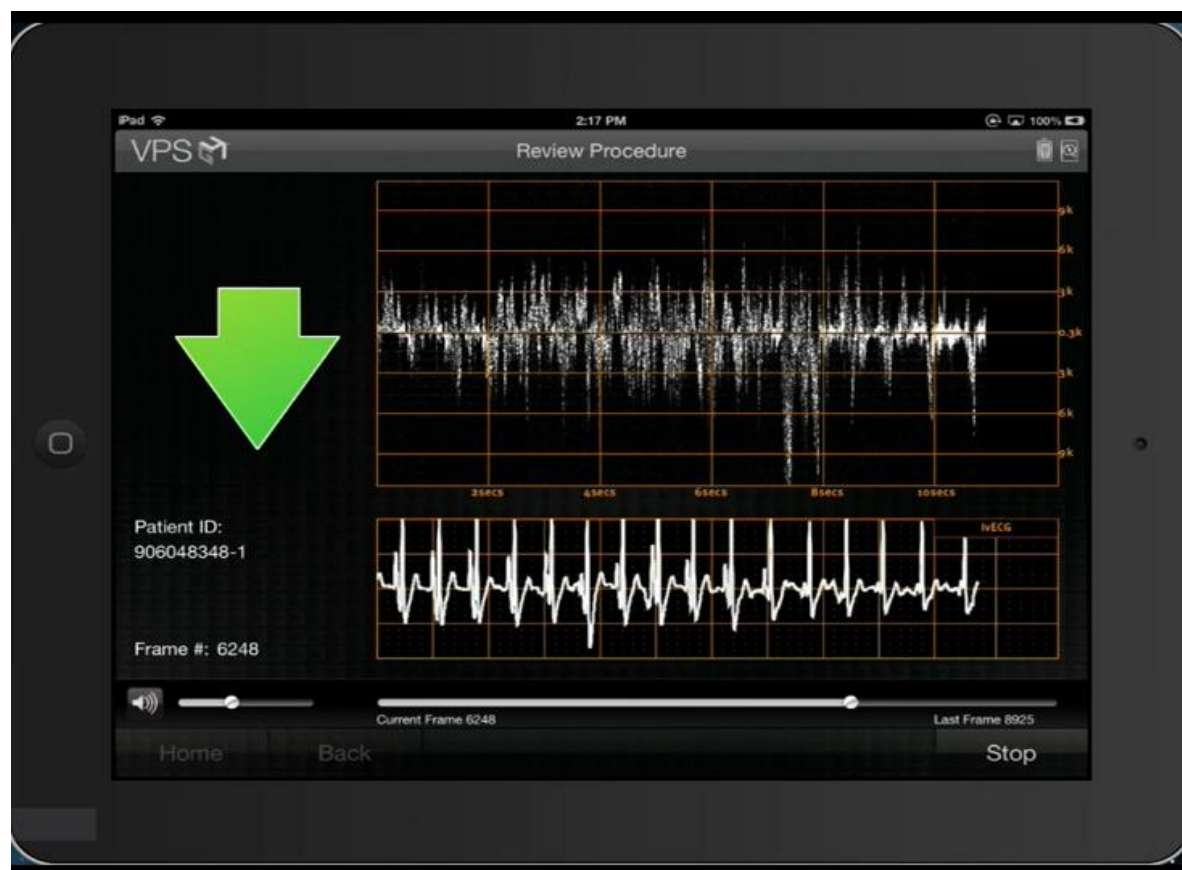 iPad
2:17 PM
100%
VPS
Review Procedure
9k
6k
3k
0.3k
3k
6k
9k
2secs
4secs
6secs
8secs
10secs
Patient ID:
906048348-1
ivECG
Frame #: 6248
Current Frame 6248
Last Frame 8925
Home
Back
Stop